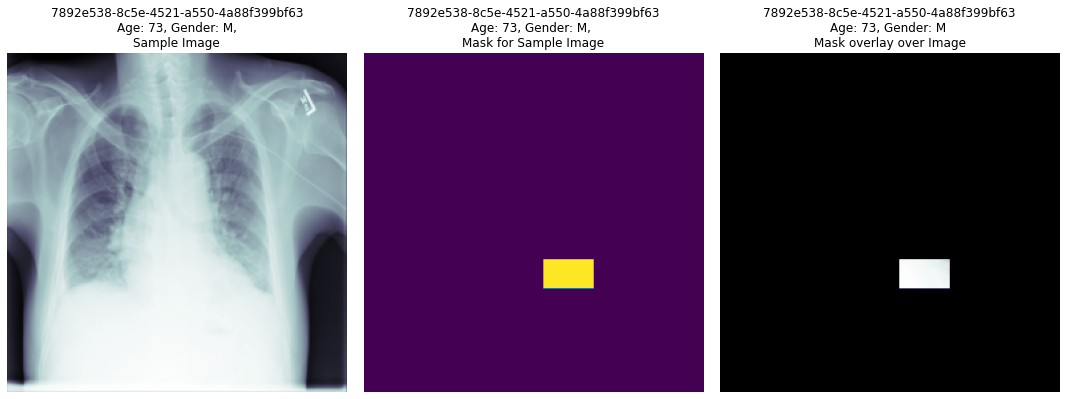 7892e538-8c5e-4521-a550-4a88f399bf63
Age: 73, Gender: M,
Sample Image
7892e538-8c5e-4521-a550-4a88f399bf63
Age: 73, Gender: M,
Mask for Sample Image
7892e538-8c5e-4521-a550-4a88f399bf63
Age: 73, Gender: M
Mask overlay over Image